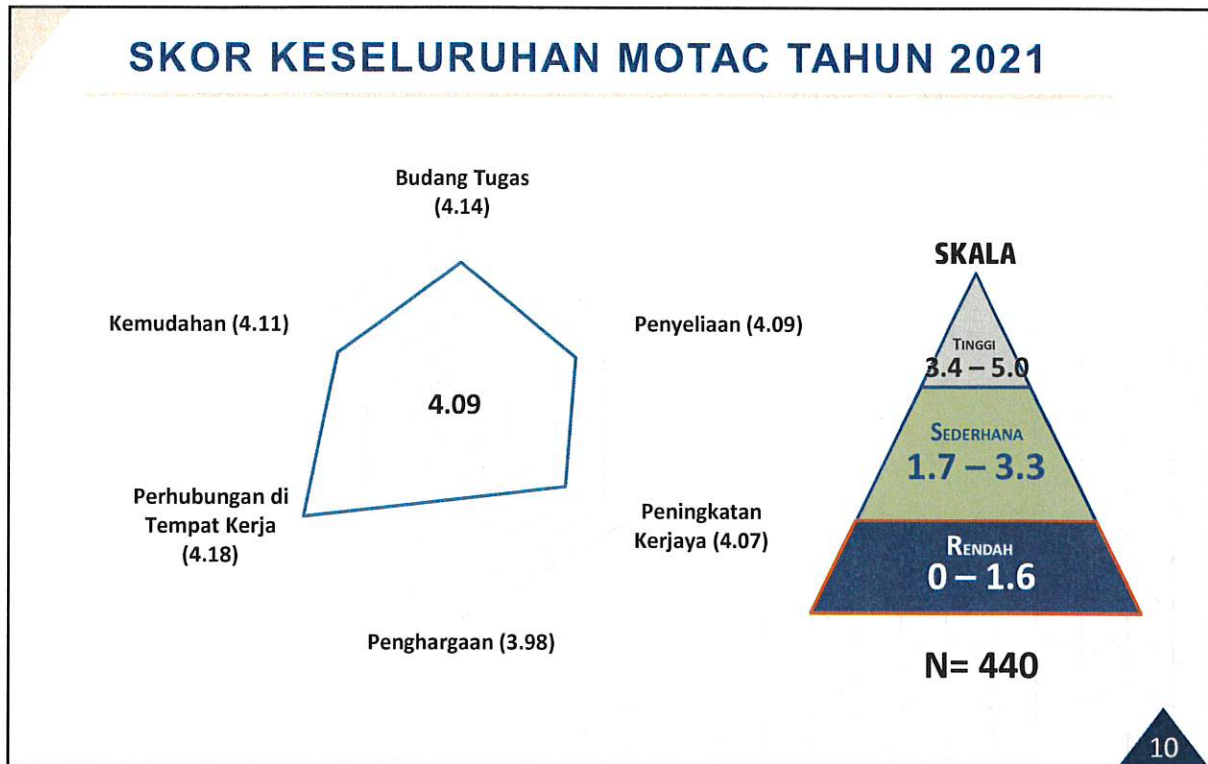 SKOR KESELURUHAN MOTAC TAHUN 2021
Budang Tugas
(4.14)
Kemudahan (4.11)
Penyeliaan (4.09)
4.09
Perhubungan di
Tempat Kerja
(4.18)
Peningkatan
Kerjaya (4.07)
Penghargaan (3.98)
SKALA
TINGGI
3.4 – 5.0
SEDERHANA
1.7 – 3.3
RENDAH
0 – 1.6
N= 440
10